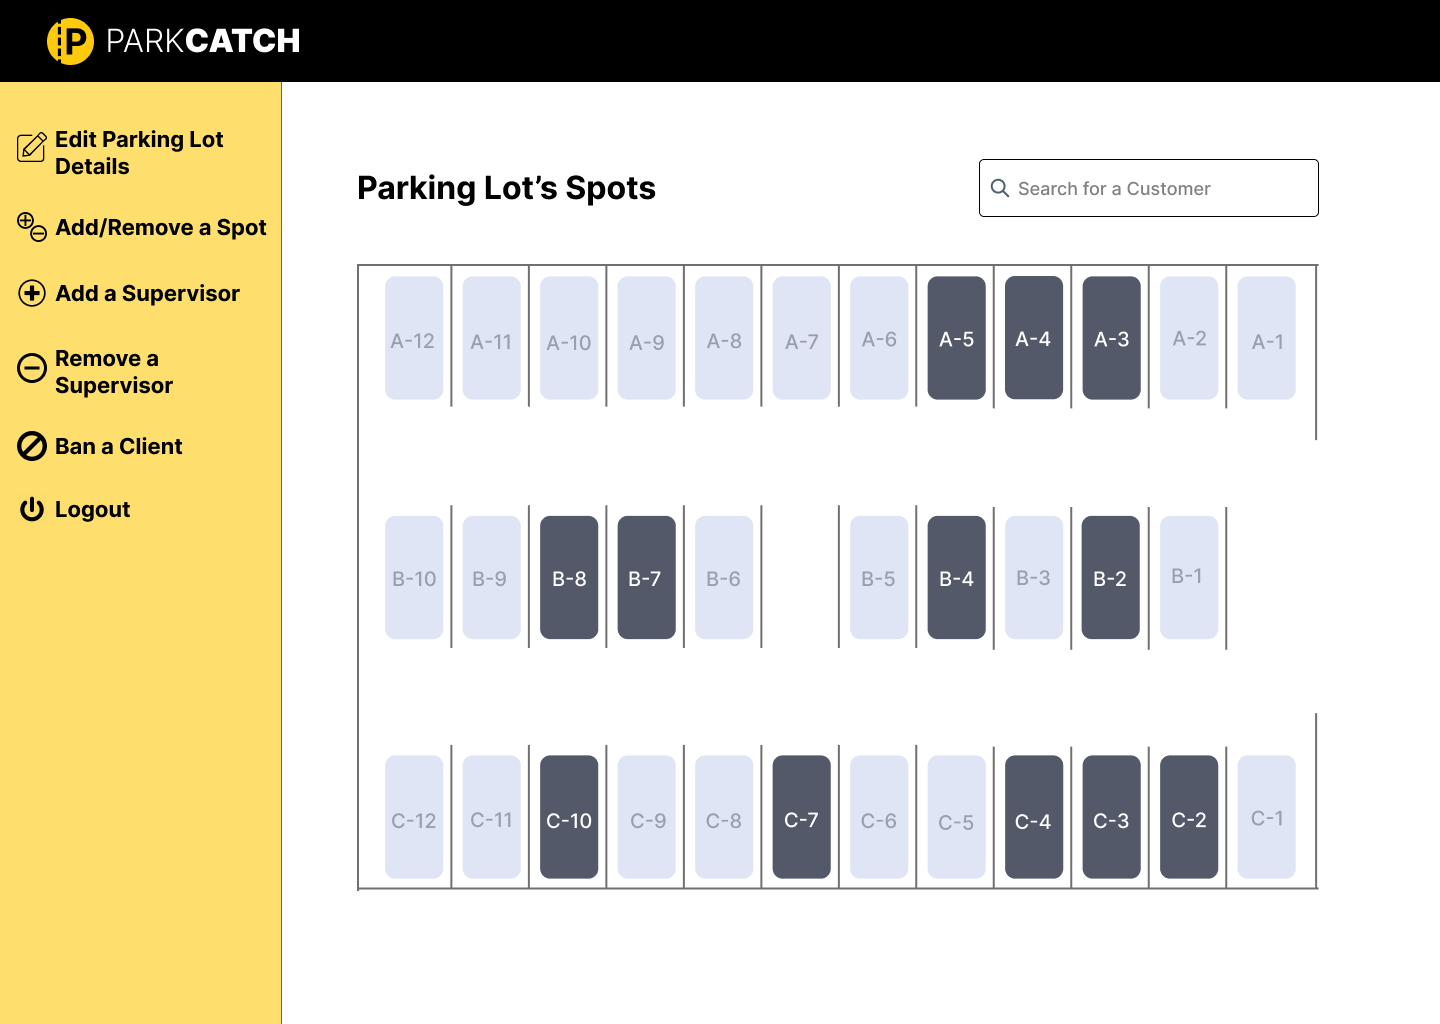 PARKCATCH
Edit Parking Lot
Details
Add/Remove a Spot
Add a Supervisor
Remove a
Supervisor
Ban a Client
Logout
Parking Lot’s Spots
Search for a Customer
A-12 A-11 A-10 A-9 A-8 A-7 A-6 A-5 A-4 A-3 A-2 A-1
B-10 B-9 B-8 B-7 B-6 B-5 B-4 B-3 B-2 B-1
C-12 C-11 C-10 C-9 C-8 C-7 C-6 C-5 C-4 C-3 C-2 C-1